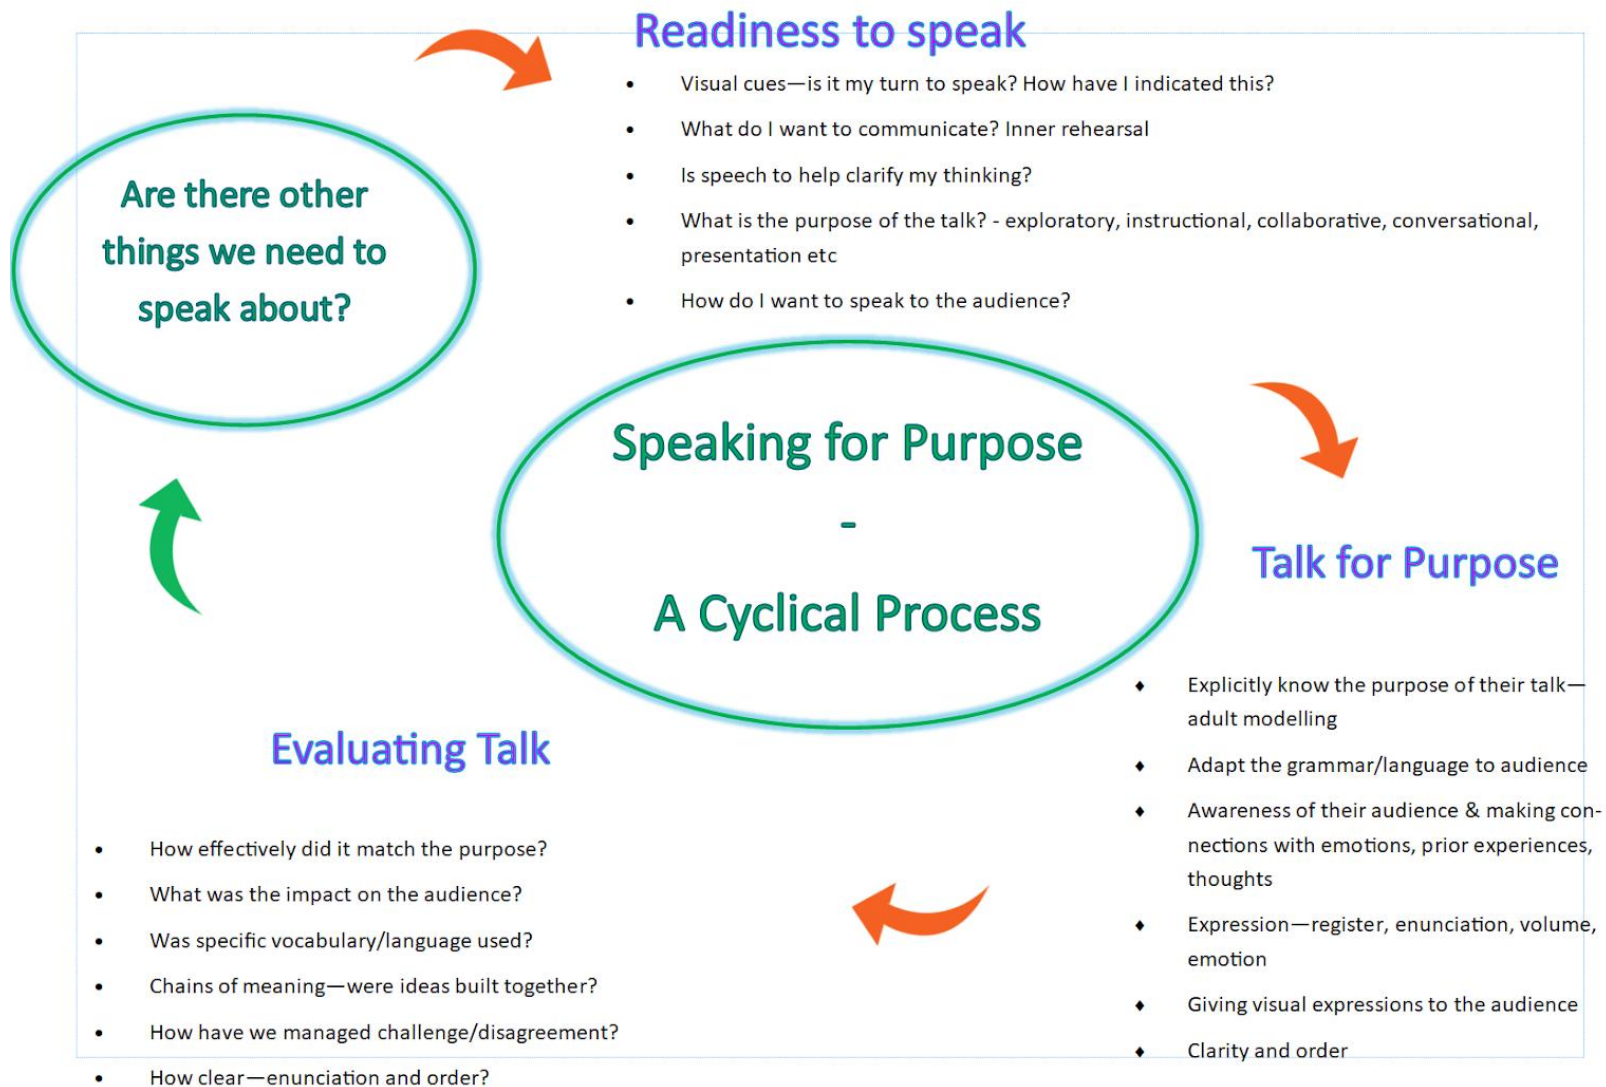 Readiness to speak
• Visual cues—is it my turn to speak? How have I indicated this?
• What do I want to communicate? Inner rehearsal
• Is speech to help clarify my thinking?
• What is the purpose of the talk? - exploratory, instructional, collaborative, conversational,
presentation etc
• How do I want to speak to the audience?
Are there other
things we need to
speak about?
Speaking for Purpose
-
A Cyclical Process
Talk for Purpose
♦ Explicitly know the purpose of their talk—
adult modelling
♦ Adapt the grammar/language to audience
♦ Awareness of their audience & making con-
nections with emotions, prior experiences,
thoughts
♦ Expression—register, enunciation, volume,
emotion
♦ Giving visual expressions to the audience
♦ Clarity and order
Evaluating Talk
• How effectively did it match the purpose?
• What was the impact on the audience?
• Was specific vocabulary/language used?
• Chains of meaning—were ideas built together?
• How have we managed challenge/disagreement?
• How clear—enunciation and order?